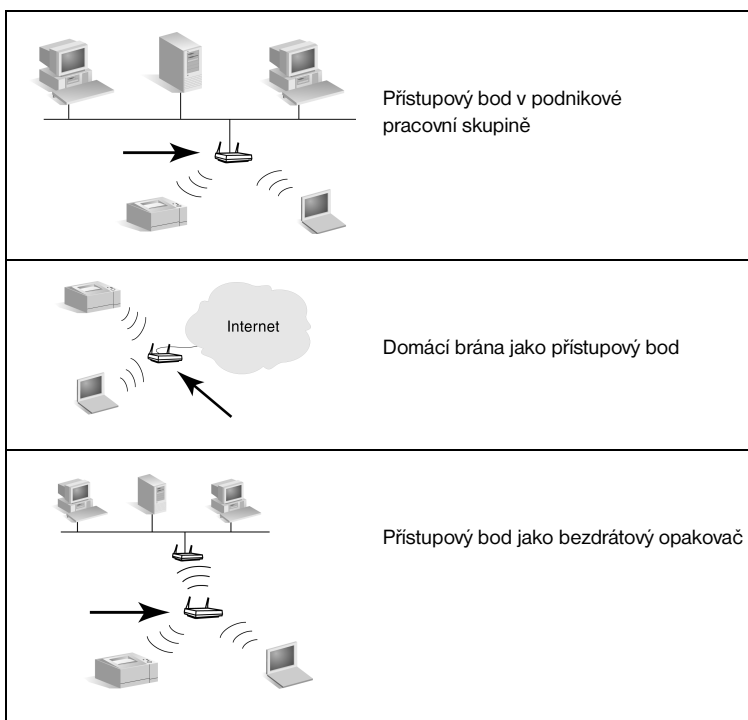 Přístupový bod v podnikové
pracovní skupině
Internet
Domácí brána jako přístupový bod
Přístupový bod jako bezdrátový opakovač